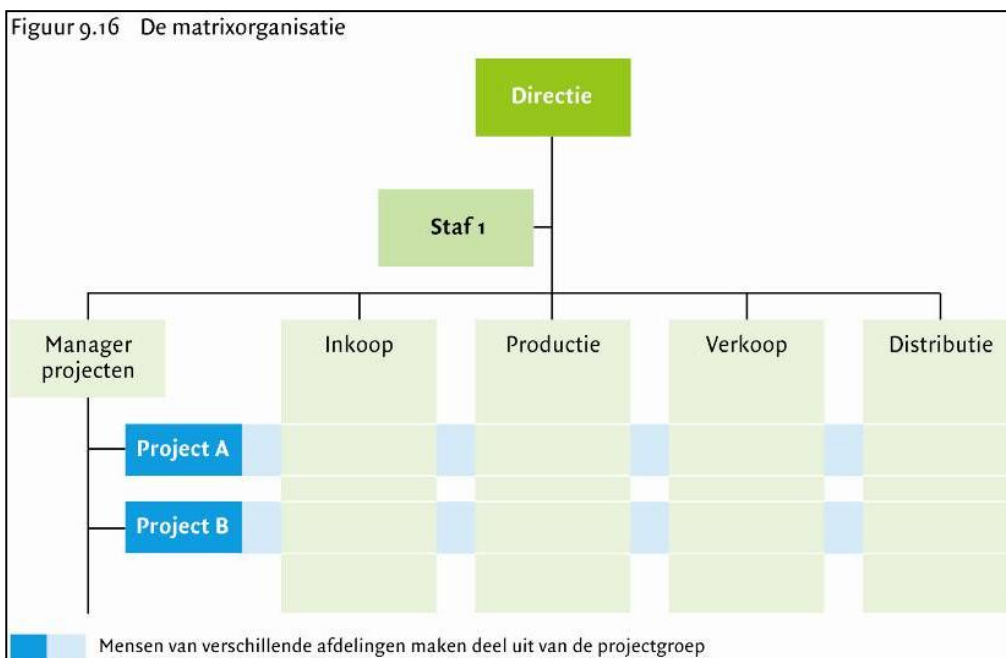 Figuur 9.16 De matrixorganisatie
Directie
Staf 1
Manager
projecten
Inkoop
Productie
Verkoop
Distributie
Project A
Project B
Mensen van verschillende afdelingen maken deel uit van de projectgroep